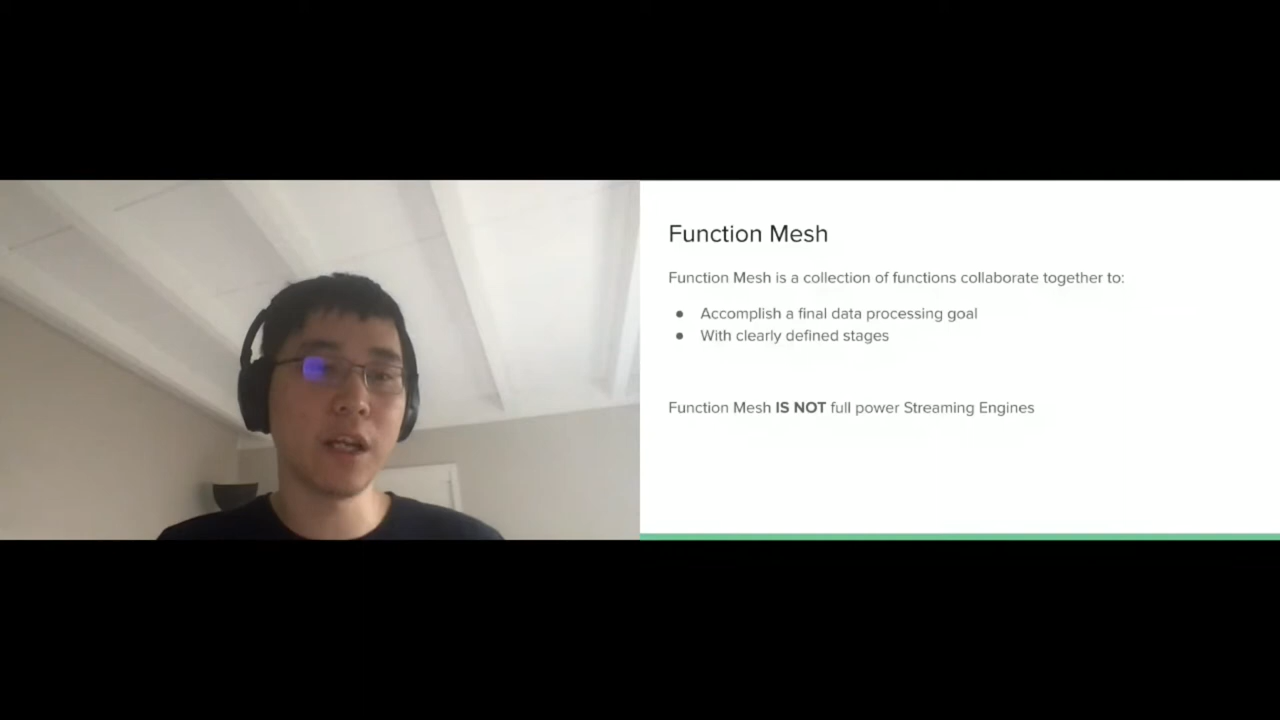 Function Mesh
Function Mesh is a collection of functions collaborate together to:
● Accomplish a final data processing goal
● With clearly defined stages
Function Mesh IS NOT full power Streaming Engines